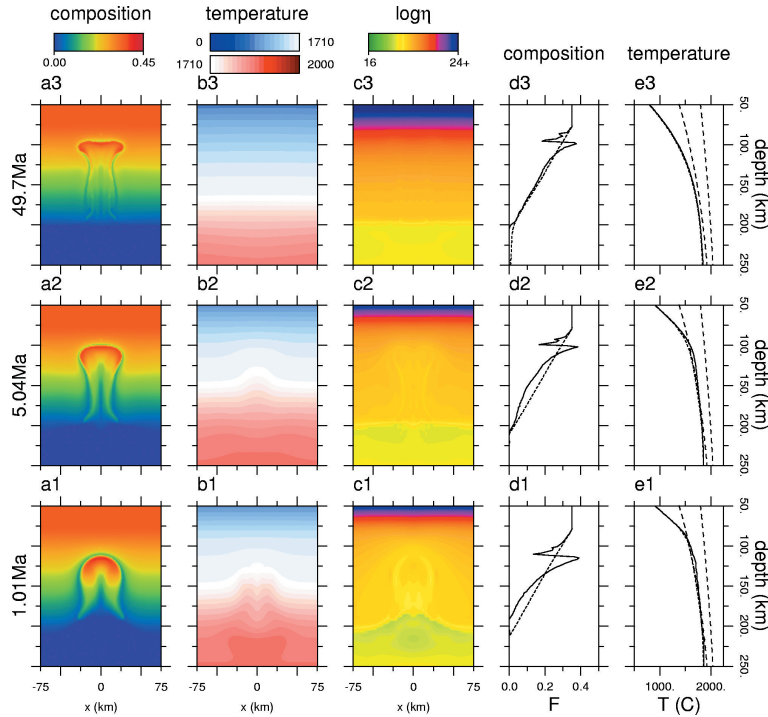 composition
temperature
logη
0.00 0.45
0 1710
1710 2000
16 24+
composition
temperature
a3 b3 c3 d3 e3
49.7Ma
50.
100.
150.
200.
250.
depth (km)
a2 b2 c2 d2 e2
5.04Ma
50.
100.
150.
200.
250.
depth (km)
a1 b1 c1 d1 e1
1.01Ma
50.
100.
150.
200.
250.
depth (km)
-75 0 75
x (km)
0
x (km)
-75 0 75
x (km)
0.0 0.2 0.4
F
1000. 2000.
T (C)